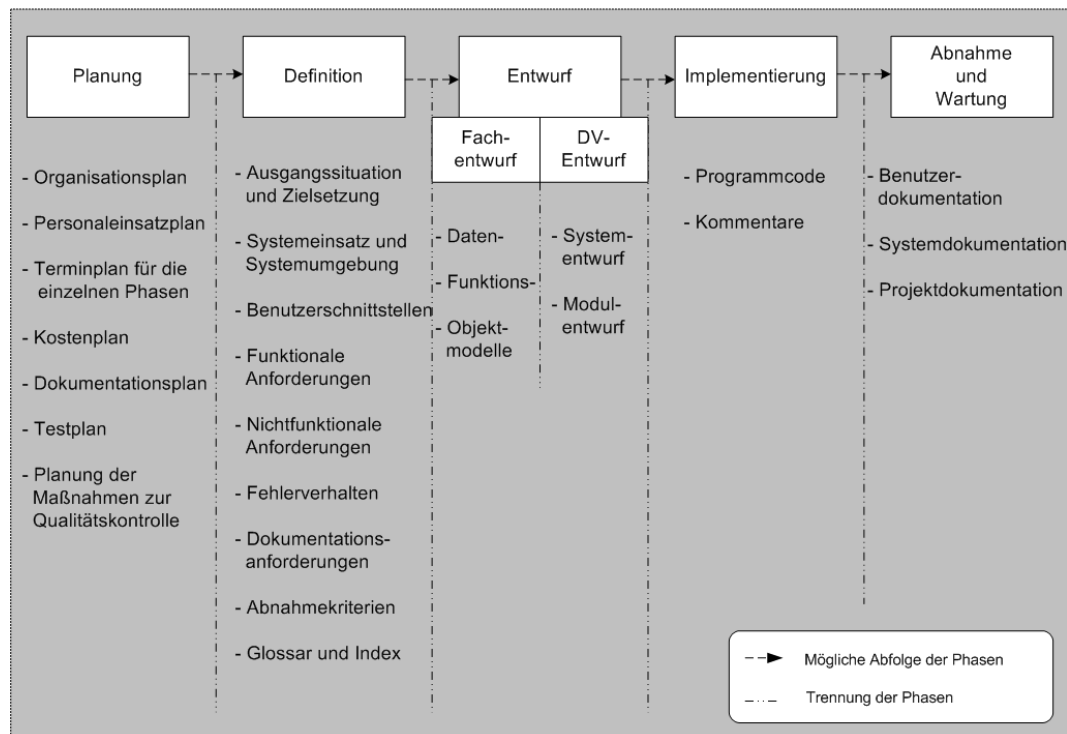 Planung
Definition
Entwurf
Implementierung
Abnahme
und
Wartung
Fach-
entwurf
DV-
Entwurf
- Organisationsplan
- Personaleinsatzplan
- Terminplan für die
einzelnen Phasen
- Kostenplan
- Dokumentationsplan
- Testplan
- Planung der
Maßnahmen zur
Qualitätskontrolle
- Ausgangssituation
und Zielsetzung
- Systemeinsatz und
Systemumgebung
- Benutzerschnittstellen
- Funktionale
Anforderungen
- Nichtfunktionale
Anforderungen
- Fehlerverhalten
- Dokumentations-
anforderungen
- Abnahmekriterien
- Glossar und Index
- Daten-
- Funktions-
- Objekt-
modelle
- System-
entwurf
- Modul-
entwurf
- Programmcode
- Kommentare
- Benutzer-
dokumentation
- Systemdokumentation
- Projektdokumentation
Mögliche Abfolge der Phasen
Trennung der Phasen